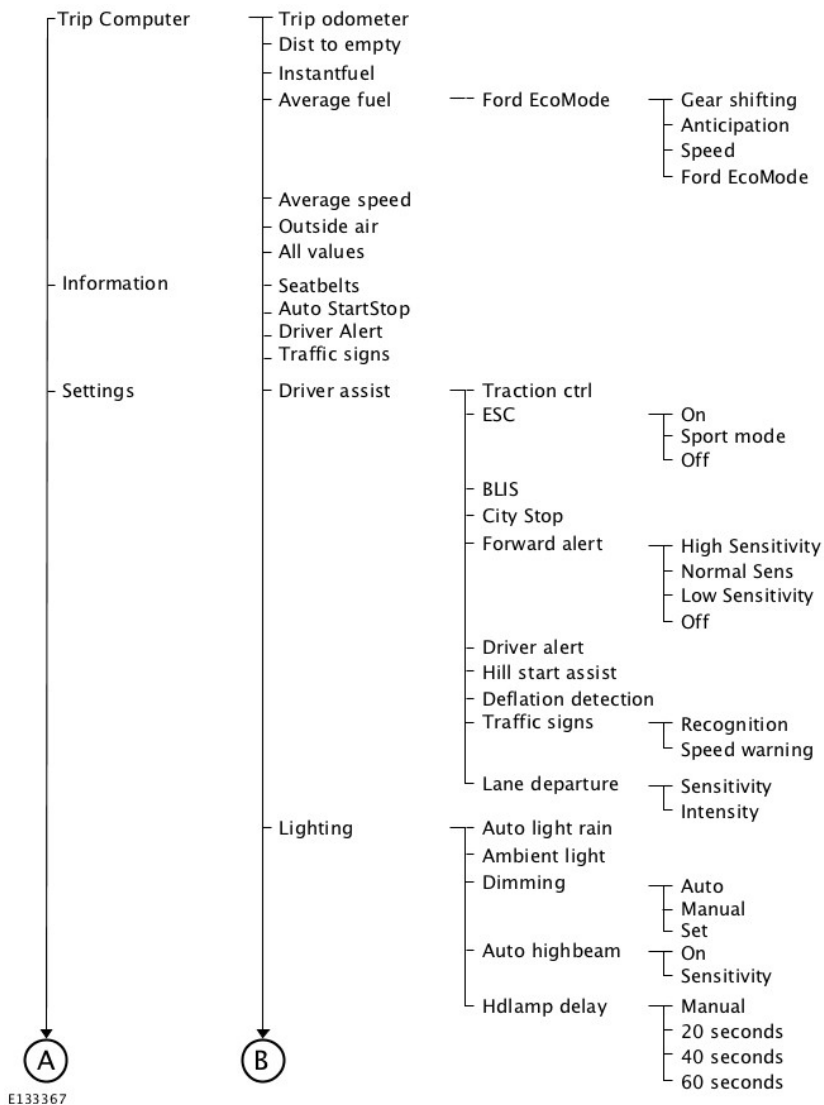 Trip Computer Trip odometer
Dist to empty
Instantfuel
Average fuel Ford EcoMode Gear shifting
Anticipation
Speed
Ford EcoMode
Average speed
Outside air
All values
Information Seatbelts
Auto StartStop
Driver Alert
Traffic signs
Settings Driver assist Traction ctrl
ESC On
Sport mode
Off
BLIS
City Stop
Forward alert High Sensitivity
Normal Sens
Low Sensitivity
Off
Driver alert
Hill start assist
Deflation detection
Traffic signs Recognition
Speed warning
Lane departure Sensitivity
Intensity
Lighting Auto light rain
Ambient light
Dimming Auto
Manual
Set
Auto highbeam On
Sensitivity
Hdlamp delay Manual
20 seconds
40 seconds
60 seconds
A B
E133367